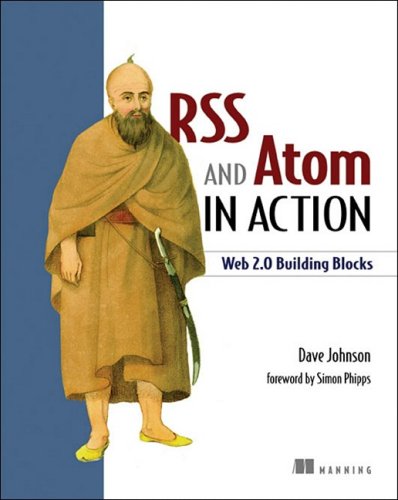 RSS
AND Atom
IN ACTION
Web 2.0 Building Blocks
Dave Johnson
foreword by Simon Phipps
MANNING